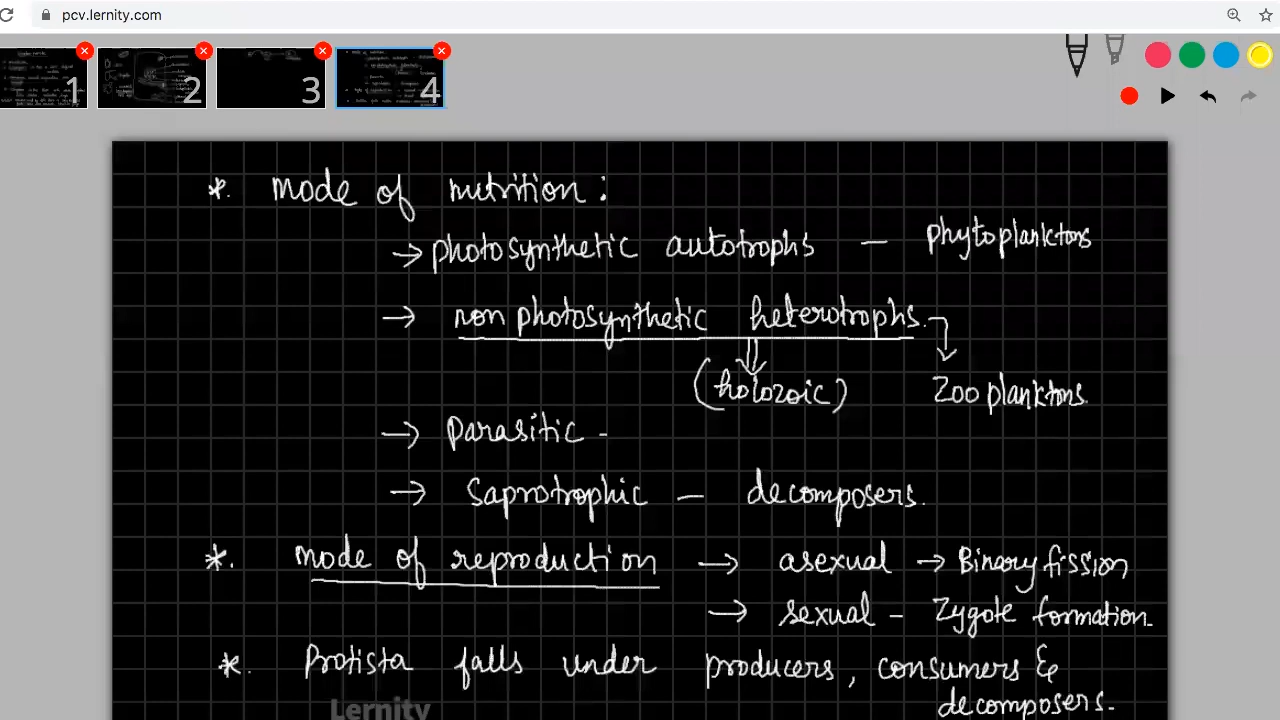 pcv.lernity.com
1 2 3 4
*. mode of nutrition :
→ photosynthetic autotrophs — phytoplanktons
→ non photosynthetic heterotrophs.
(holozoic) Zoo planktons.
→ Parasitic -
→ Saprotrophic — decomposers.
*. mode of reproduction → asexual → Binary fission
→ sexual - Zygote formation.
*. Protista falls under producers, consumers &
decomposers.
Lernity